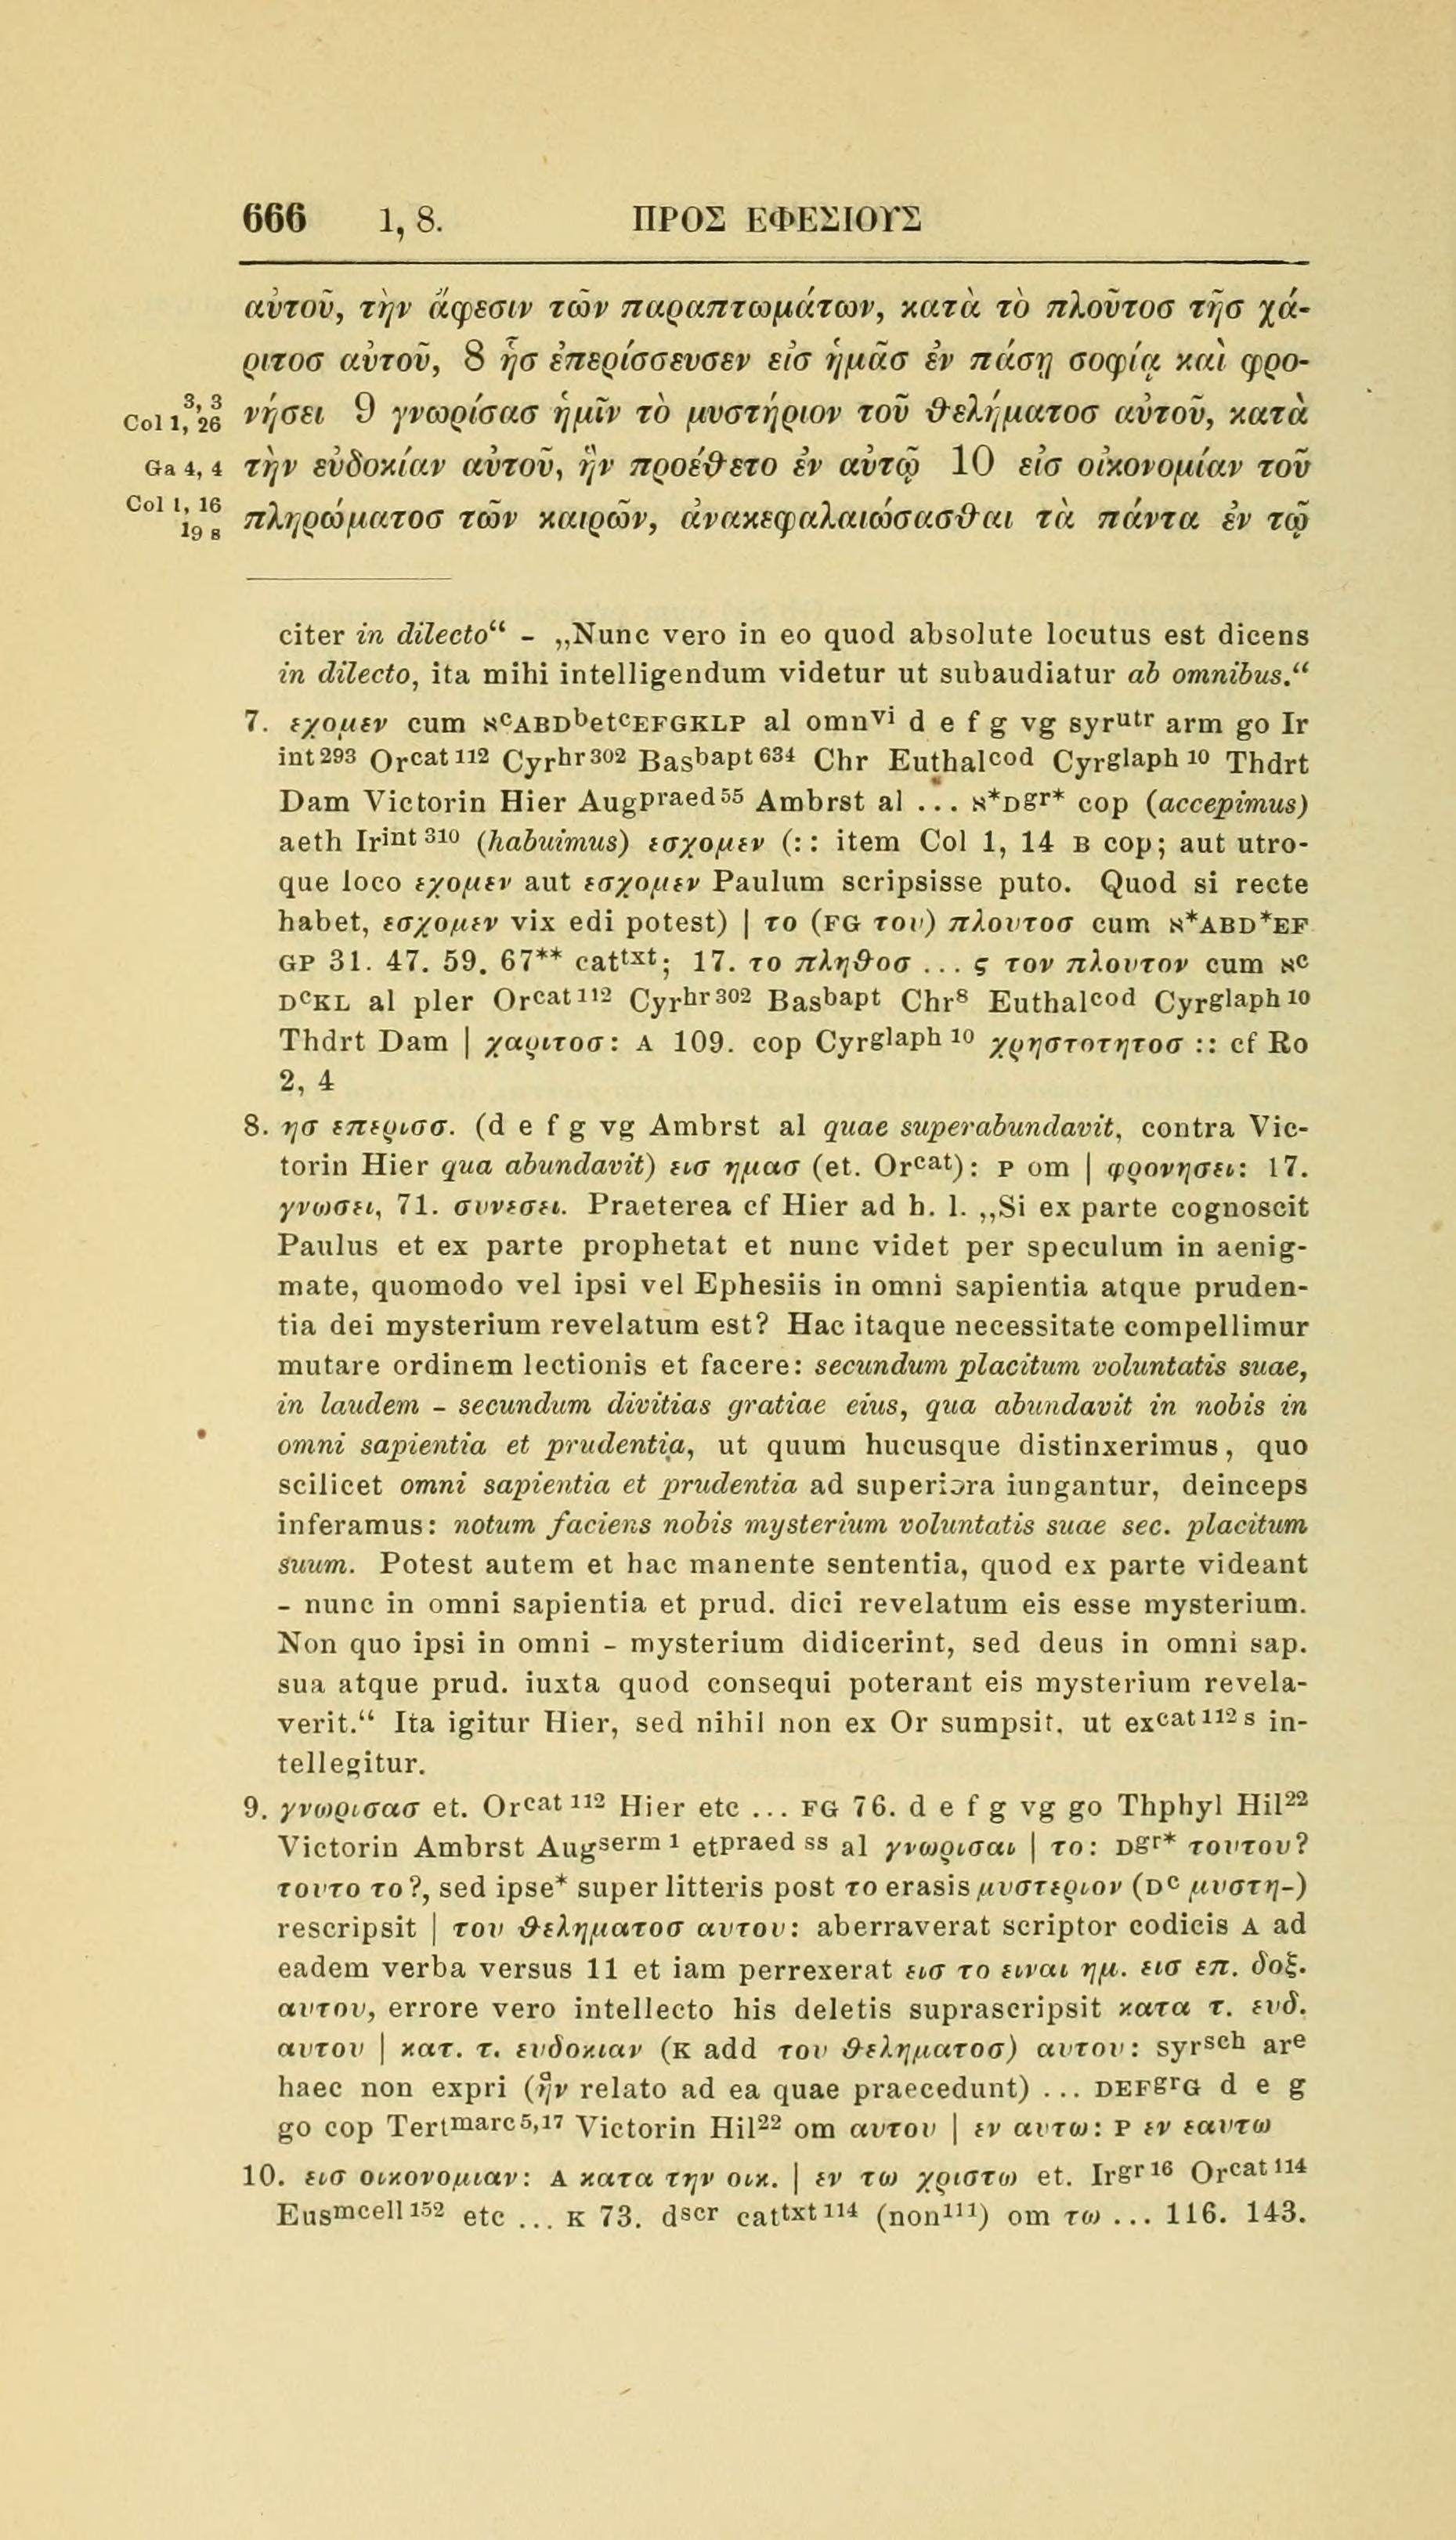 666 1, 8. ΠΡΟΣ ΕΦΕΣΙΟΥΣ
αὐτοῦ, τὴν ἄφεσιν τῶν παραπτωμάτων, κατὰ τὸ πλοῦτοσ τῆσ χά-
ριτοσ αὐτοῦ, 8 ἧσ ἐπερίσσευσεν εἰσ ἡμᾶσ ἐν πάσῃ σοφίᾳ καὶ φρο-
3, 3
Col 1, 26 νήσει 9 γνωρίσασ ἡμῖν τὸ μυστήριον τοῦ θελήματοσ αὐτοῦ, κατὰ
Ga 4, 4 τὴν εὐδοκίαν αὐτοῦ, ἣν προέθετο ἐν αὐτῷ 10 εἰσ οἰκονομίαν τοῦ
Col 1, 16
19 s πληρώματοσ τῶν καιρῶν, ἀνακεφαλαιώσασθαι τὰ πάντα ἐν τῷ
citer in dilecto“ - „Nunc vero in eo quod absolute locutus est dicens
in dilecto, ita mihi intelligendum videtur ut subaudiatur ab omnibus.“
7. εχομεν cum אcABDbetcEFGKLP al omnvi d e f g vg syrutr arm go Ir
int293 Orcat112 Cyrhr302 Basbapt634 Chr Euthalcod Cyrglaph10 Thdrt
Dam Victorin Hier Augpraed55 Ambrst al ... א*Dgr* cop (accepimus)
aeth Irint310 (habuimus) εσχομεν (:: item Col 1, 14 B cop; aut utro-
que loco εχομεν aut εσχομεν Paulum scripsisse puto. Quod si recte
habet, εσχομεν vix edi potest) | το (FG του) πλουτοσ cum א*ABD*EF
GP 31. 47. 59. 67** cattxt; 17. το πληθοσ ... ς τον πλουτον cum אc
DcKL al pler Orcat112 Cyrhr302 Basbapt Chr8 Euthalcod Cyrglaph10
Thdrt Dam | χαριτοσ: A 109. cop Cyrglaph10 χρηστοτητοσ :: cf Ro
2, 4
8. ησ επερισσ. (d e f g vg Ambrst al quae superabundavit, contra Vic-
torin Hier qua abundavit) εισ ημασ (et. Orcat): P om | φρονησει: 17.
γνωσει, 71. συνεσει. Praeterea cf Hier ad h. l. „Si ex parte cognoscit
Paulus et ex parte prophetat et nunc videt per speculum in aenig-
mate, quomodo vel ipsi vel Ephesiis in omni sapientia atque pruden-
tia dei mysterium revelatum est? Hac itaque necessitate compellimur
mutare ordinem lectionis et facere: secundum placitum voluntatis suae,
in laudem - secundum divitias gratiae eius, qua abundavit in nobis in
omni sapientia et prudentia, ut quum hucusque distinxerimus, quo
scilicet omni sapientia et prudentia ad superiora iungantur, deinceps
inferamus: notum faciens nobis mysterium voluntatis suae sec. placitum
suum. Potest autem et hac manente sententia, quod ex parte videant
- nunc in omni sapientia et prud. dici revelatum eis esse mysterium.
Non quo ipsi in omni - mysterium didicerint, sed deus in omni sap.
sua atque prud. iuxta quod consequi poterant eis mysterium revela-
verit.“ Ita igitur Hier, sed nihil non ex Or sumpsit, ut excat112 s in-
tellegitur.
9. γνωρισασ et. Orcat112 Hier etc ... FG 76. d e f g vg go Thphyl Hil22
Victorin Ambrst Augserm1 etpraed ss al γνωρισαι | το: Dgr* τουτου?
τουτο το?, sed ipse* super litteris post το erasis μυστεριον (Dc μυστη-)
rescripsit | του θεληματοσ αυτου: aberraverat scriptor codicis A ad
eadem verba versus 11 et iam perrexerat εισ το ειναι ημ. εισ επ. δοξ.
αυτου, errore vero intellecto his deletis suprascripsit κατα τ. ευδ.
αυτου | κατ. τ. ευδοκιαν (K add του θεληματοσ) αυτου: syrsch are
haec non expri (ἣν relato ad ea quae praecedunt) ... DEFgrG d e g
go cop Tertmarc5,17 Victorin Hil22 om αυτου | εν αυτω: P εν εαυτω
10. εισ οικονομιαν: A κατα την οικ. | εν τω χριστω et. Irgr16 Orcat114
Eusmcell152 etc ... K 73. dscr cattxt114 (non111) om τω ... 116. 143.